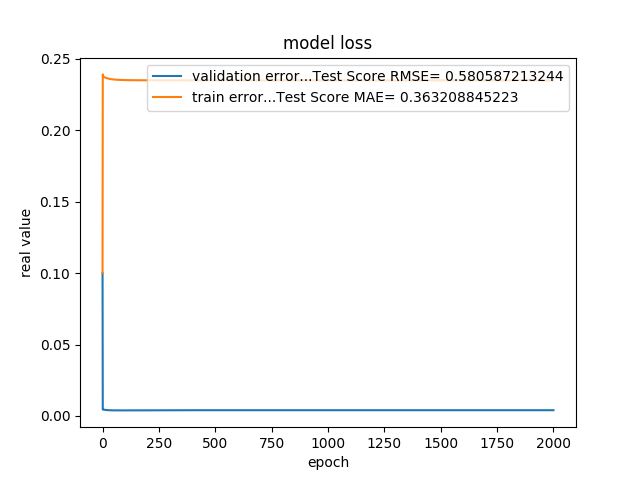 model loss
validation error...Test Score RMSE= 0.580587213244
train error...Test Score MAE= 0.363208845223
real value
0.25
0.20
0.15
0.10
0.05
0.00
0 250 500 750 1000 1250 1500 1750 2000
epoch